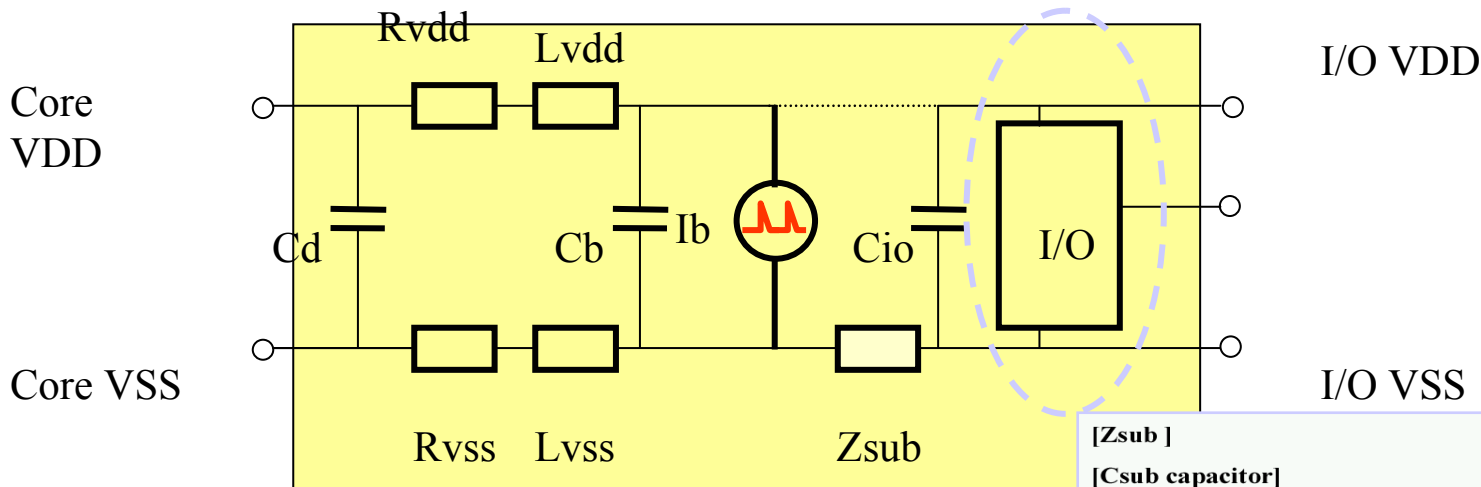 Rvdd
Lvdd
I/O VDD
Core
VDD
Cd
Cb
Ib
Cio
I/O
Core VSS
I/O VSS
Rvss
Lvss
Zsub
[Zsub ]
[Csub capacitor]